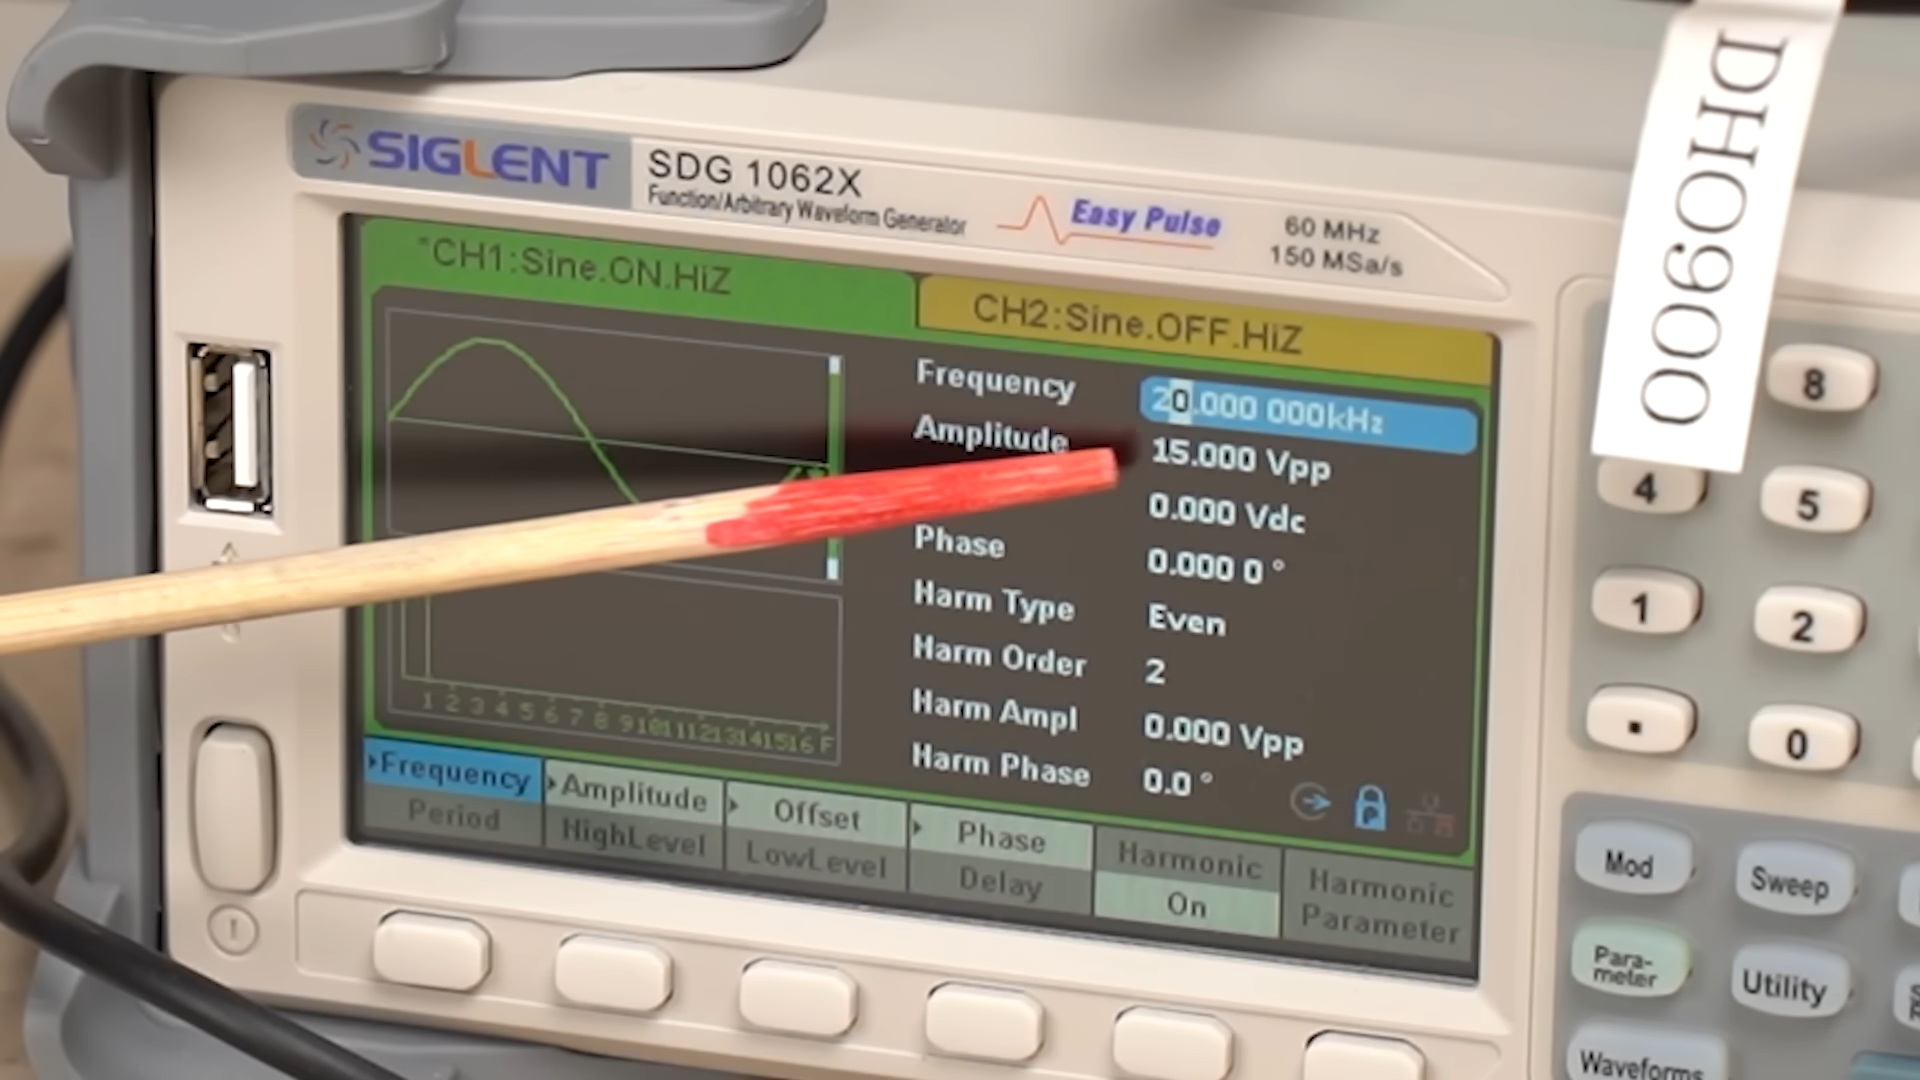 SIGLENT
SDG 1062X
Function/Arbitrary Waveform Generator
Easy Pulse
60 MHz
150 MSa/s
DHO900
*CH1:Sine.ON.HiZ
CH2:Sine.OFF.HiZ
Frequency 20.000 000kHz
Amplitude 15.000 Vpp
0.000 Vdc
Phase 0.000 0 °
Harm Type Even
Harm Order 2
Harm Ampl 0.000 Vpp
Harm Phase 0.0 °
1 2 3 4 5 6 7 8 9 10 11 12 13 14 15 16 F
Frequency
Period
Amplitude
HighLevel
Offset
LowLevel
Phase
Delay
Harmonic
On
Harmonic
Parameter
P
8
4
5
1
2
.
0
Mod
Sweep
Para-
meter
Utility
Waveforms